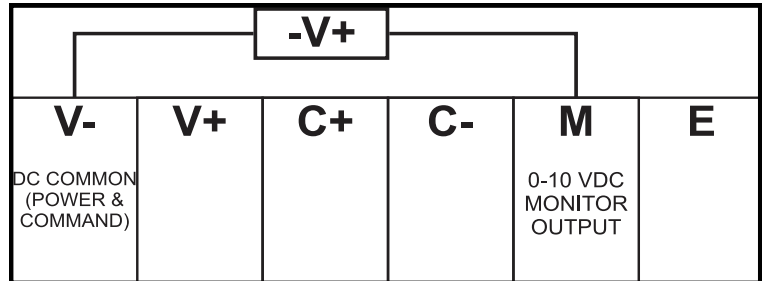 -V+
V- V+ C+ C- M E
DC COMMON
(POWER &
COMMAND)
0-10 VDC
MONITOR
OUTPUT